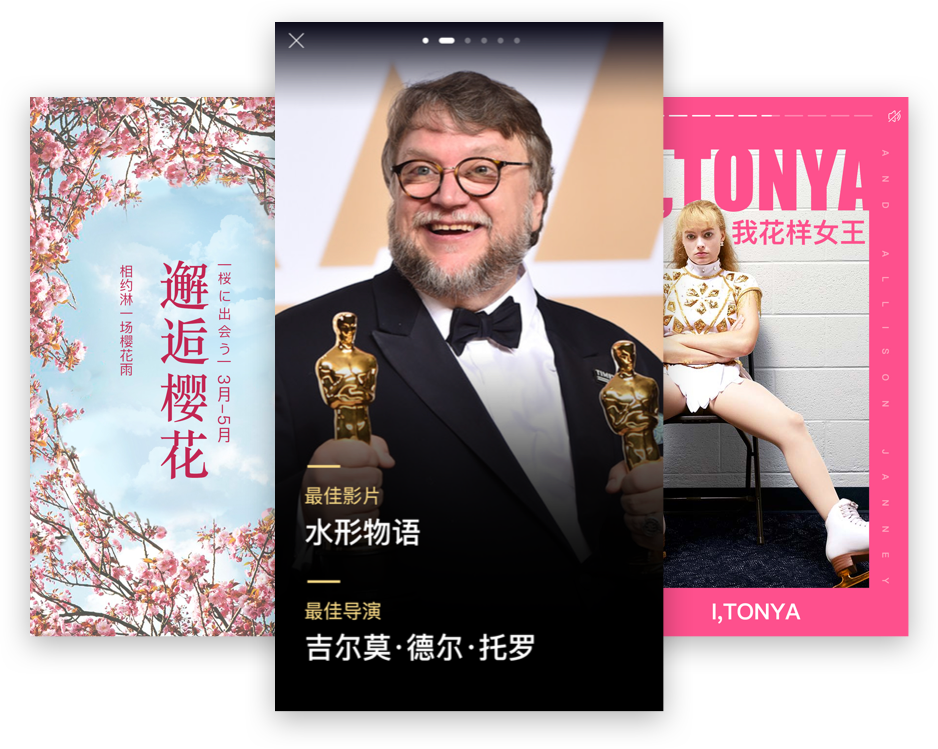 一桜に出会う一 3月-5月
邂逅樱花
相约淋一场樱花雨
TIME
最佳影片
水形物语
最佳导演
吉尔莫·德尔·托罗
I,TONYA
我花样女王
AND ALLISON JANNEY
I,TONYA